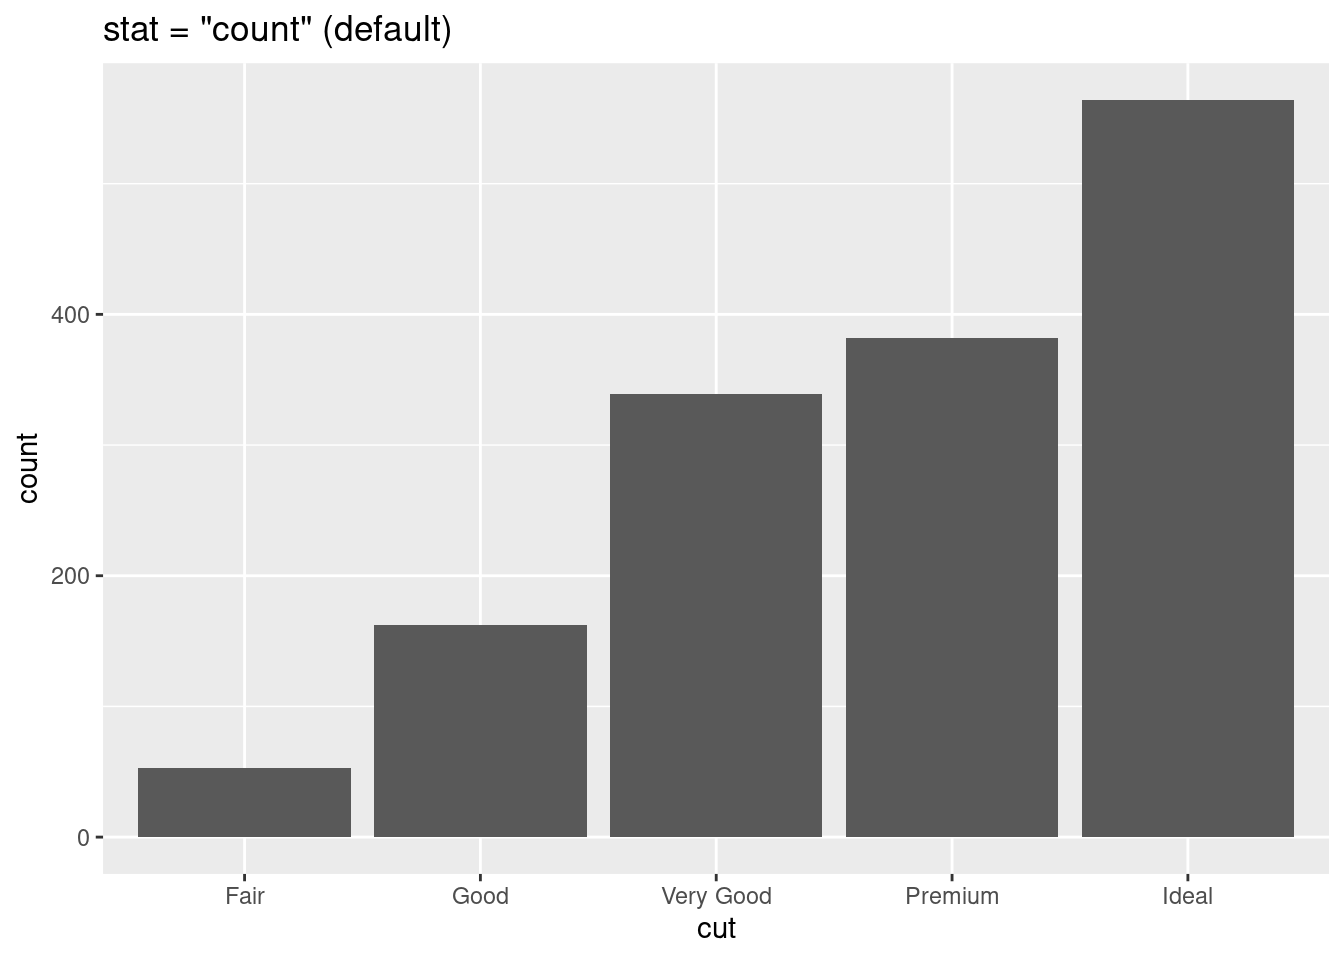 stat = "count" (default)
count
400
200
0
Fair Good Very Good Premium Ideal
cut